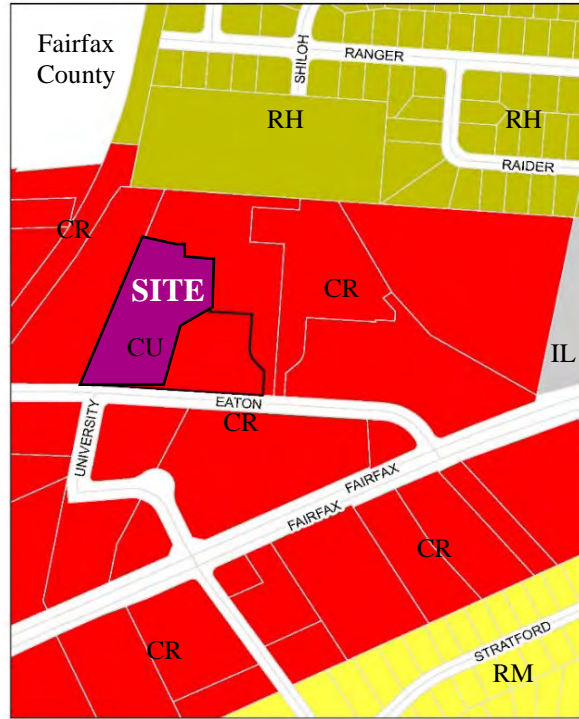 Fairfax
County
RANGER
SHILOH
RH
RH
RAIDER
CR
SITE
CR
CU
IL
EATON
CR
UNIVERSITY
FAIRFAX
FAIRFAX
CR
STRATFORD
CR
RM